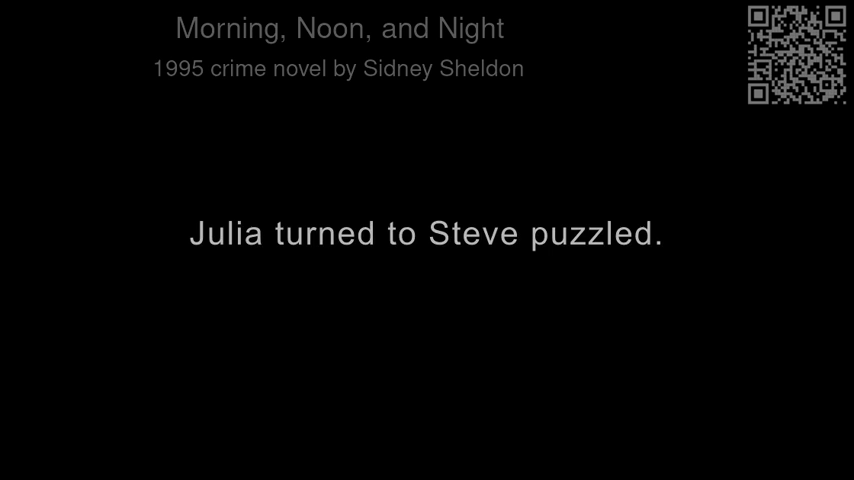 Morning, Noon, and Night
1995 crime novel by Sidney Sheldon
Julia turned to Steve puzzled.